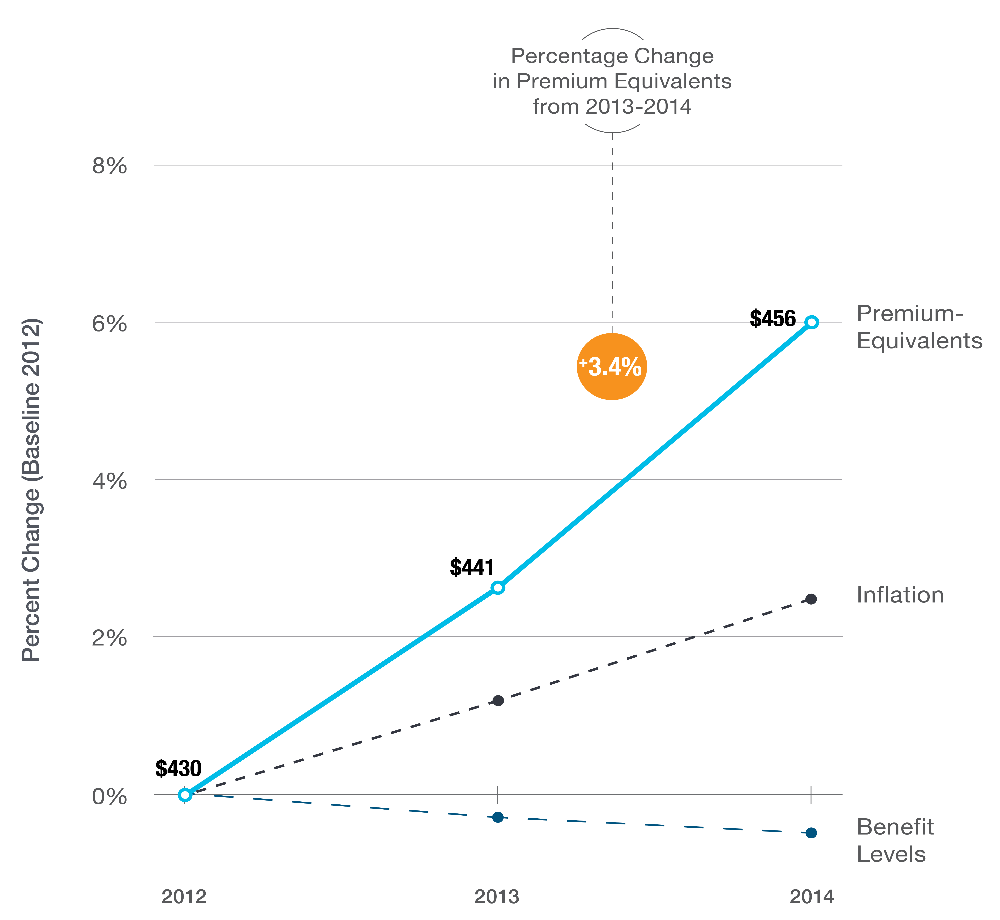 Percentage Change
in Premium Equivalents
from 2013-2014
8%
6%
4%
2%
0%
Percent Change (Baseline 2012)
+3.4%
$456
$441
$430
Premium-
Equivalents
Inflation
Benefit
Levels
2012
2013
2014